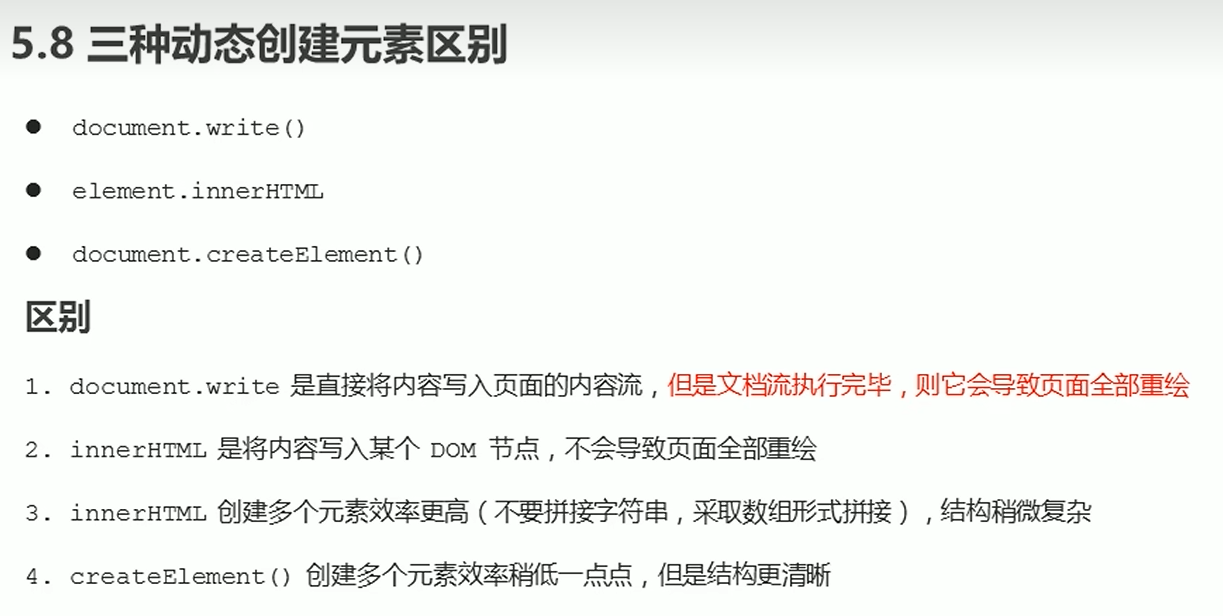 5.8 三种动态创建元素区别
● document.write()
● element.innerHTML
● document.createElement()
区别
1. document.write 是直接将内容写入页面的内容流，但是文档流执行完毕，则它会导致页面全部重绘
2. innerHTML 是将内容写入某个 DOM 节点，不会导致页面全部重绘
3. innerHTML 创建多个元素效率更高（不要拼接字符串，采取数组形式拼接），结构稍微复杂
4. createElement() 创建多个元素效率稍低一点点，但是结构更清晰